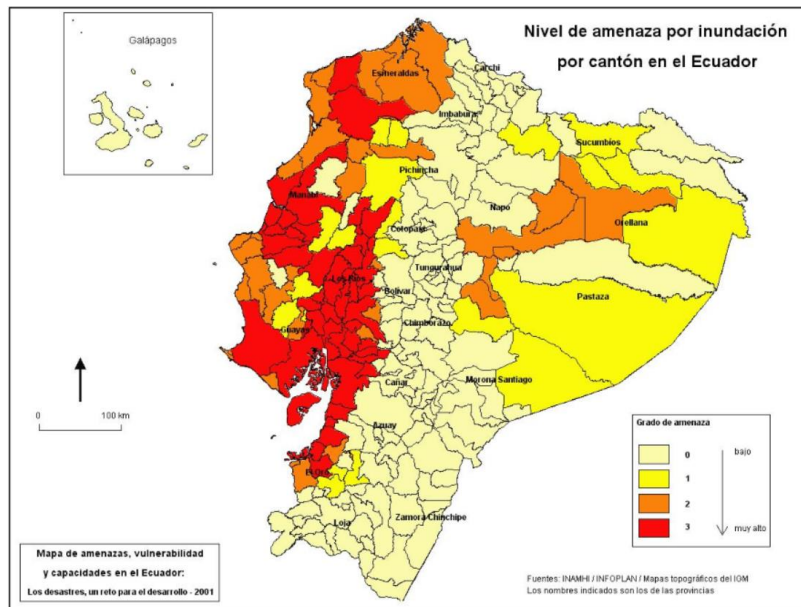 Galápagos
Nivel de amenaza por inundación
por cantón en el Ecuador
Esmeraldas
Carchi
Imbabura
Sucumbíos
Pichincha
Manabí
Napo
Orellana
Cotopaxi
Tungurahua
Los Ríos
Bolívar
Pastaza
Guayas
Chimborazo
Morona Santiago
Cañar
Azuay
El Oro
Loja
Zamora Chinchipe
0 100 km
Grado de amenaza
0 bajo
1
2
3 muy alto
Mapa de amenazas, vulnerabilidad
y capacidades en el Ecuador:
Los desastres, un reto para el desarrollo - 2001
Fuentes: INAMHI / INFOPLAN / Mapas topográficos del IGM
Los nombres indicados son los de las provincias